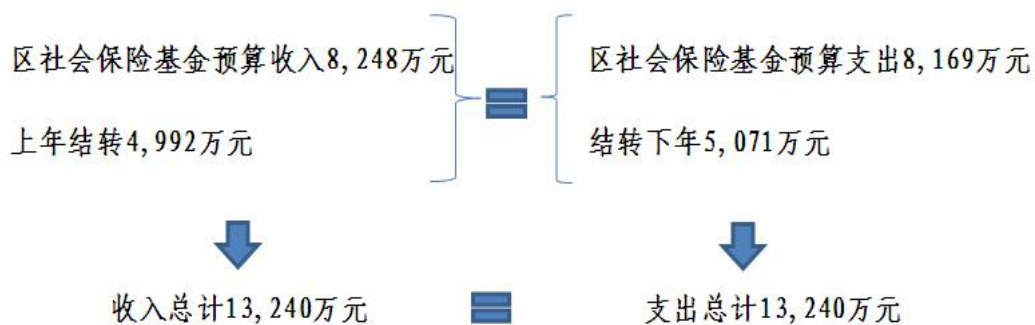 区社会保险基金预算收入8,248万元
上年结转4,992万元
区社会保险基金预算支出8,169万元
结转下年5,071万元
收入总计13,240万元
支出总计13,240万元